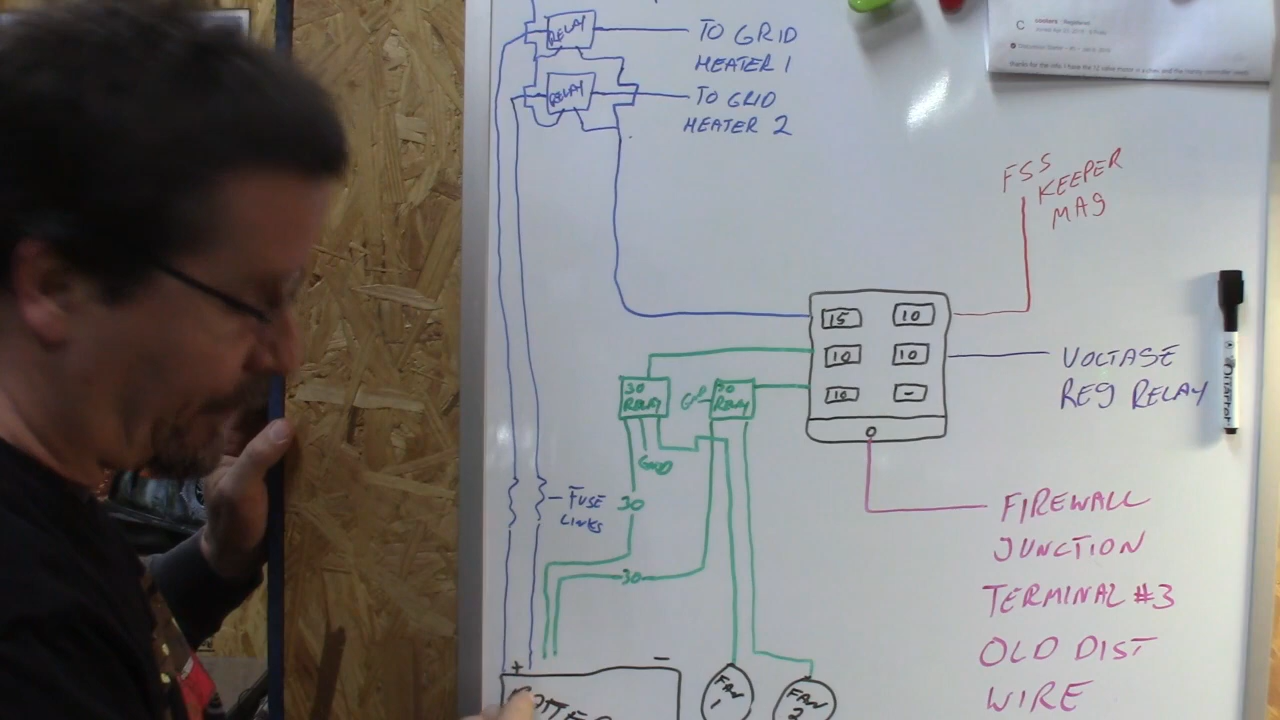 RELAY
TO GRID
HEATER 1
RELAY
TO GRID
HEATER 2
FSS
KEEPER
MAG
15
10
10
10
10
-
VOLTAGE
REG RELAY
30
RELAY
GND
30
RELAY
GND
FUSE
LINKS
30
30
FIREWALL
JUNCTION
TERMINAL #3
OLD DIST
WIRE
+
-
FAN
1
FAN
2
C